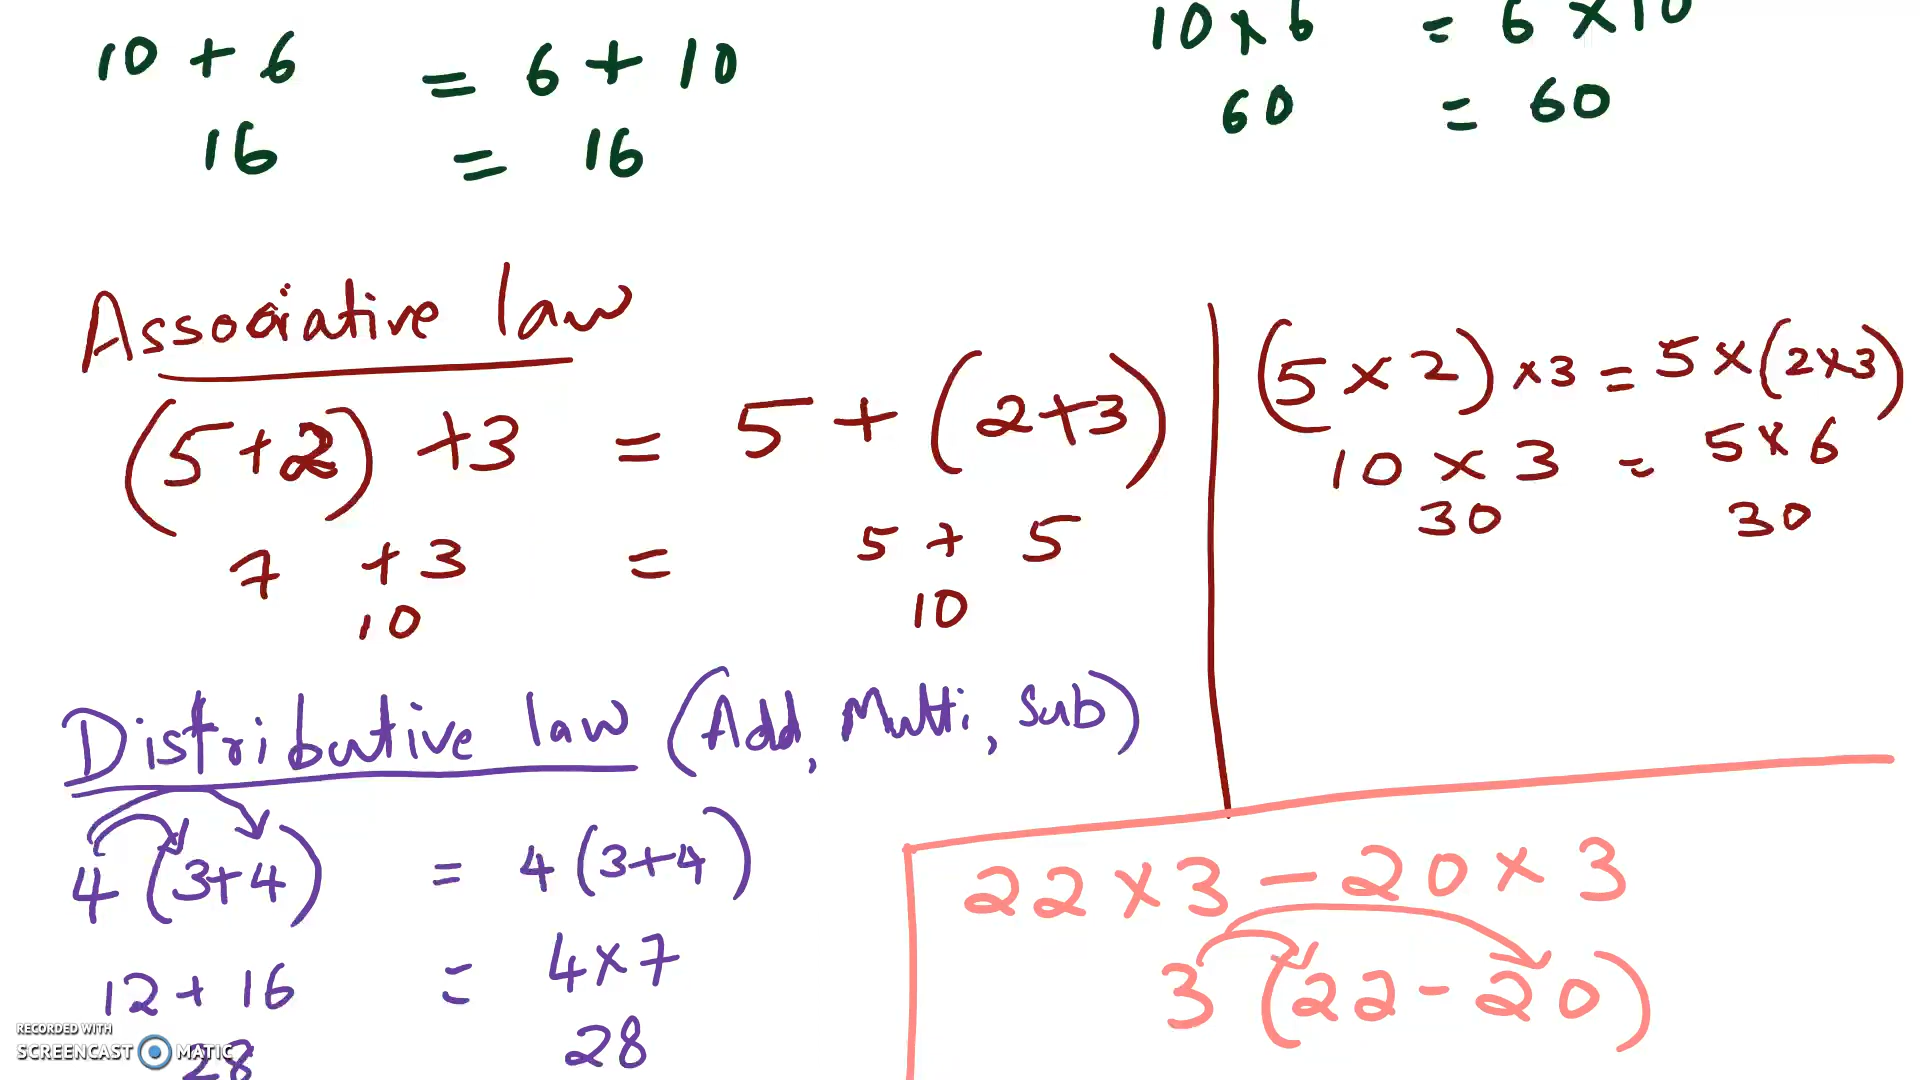 10 + 6 = 6 + 10
16 = 16
10 x 6 = 6 x 10
60 = 60
Associative law
(5+2) +3 = 5 + (2+3)
7 +3 = 5 + 5
10 10
(5 x 2) x 3 = 5 x (2x3)
10 x 3 = 5 x 6
30 30
Distributive law (Add, Multi, Sub)
4 (3+4) = 4 (3+4)
12 + 16 = 4 x 7
28 28
22 x 3 - 20 x 3
3 (22 - 20)
RECORDED WITH
SCREENCAST MATIC